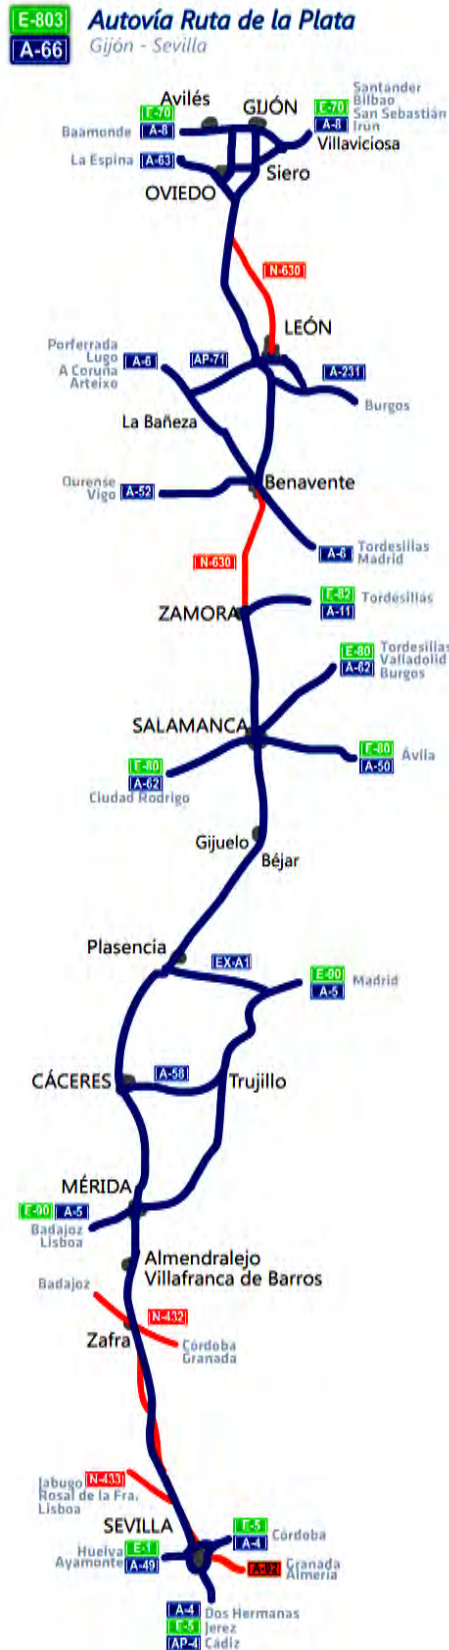 E-803 Autovía Ruta de la Plata
A-66 Gijón - Sevilla
Santander
Bilbao
San Sebastián
Irún
E-70
A-8
Villaviciosa
Avilés
GIJÓN
E-70
A-8
Baamonde
La Espina A-63
Siero
OVIEDO
N-630
LEÓN
Porferrada
Lugo
A Coruña
Arteixo
A-6
AP-71
A-231
Burgos
La Bañeza
Ourense
Vigo
A-52
Benavente
A-6
Tordesillas
Madrid
N-630
E-82
A-11
Tordesillas
ZAMORA
E-80
A-62
Tordesillas
Valladolid
Burgos
SALAMANCA
E-80
A-50
Ávila
E-80
A-62
Ciudad Rodrigo
Gijuelo
Béjar
Plasencia
EX-A1
E-90
A-5
Madrid
A-58
CÁCERES
Trujillo
MÉRIDA
E-90 A-5
Badajoz
Lisboa
Almendralejo
Villafranca de Barros
Badajoz
N-432
Zafra
Córdoba
Granada
Jabugo N-433
Rosal de la Fra.
Lisboa
SEVILLA
E-5
A-4
Córdoba
Huelva
Ayamonte
E-1
A-49
A-92
Granada
Almería
A-4 Dos Hermanas
E-5 Jerez
AP-4 Cádiz